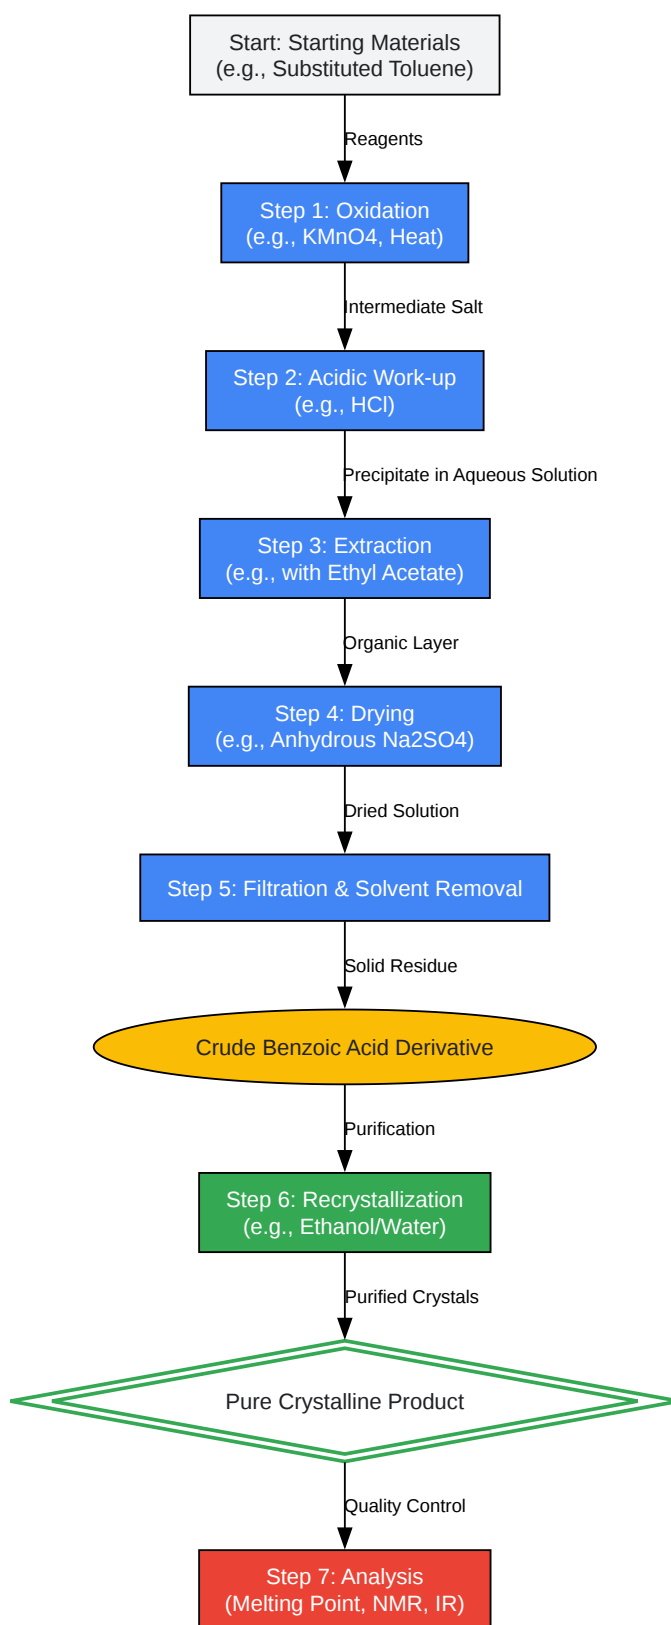 Start: Starting Materials
(e.g., Substituted Toluene)
Reagents
Step 1: Oxidation
(e.g., KMnO4, Heat)
Intermediate Salt
Step 2: Acidic Work-up
(e.g., HCl)
Precipitate in Aqueous Solution
Step 3: Extraction
(e.g., with Ethyl Acetate)
Organic Layer
Step 4: Drying
(e.g., Anhydrous Na2SO4)
Dried Solution
Step 5: Filtration & Solvent Removal
Solid Residue
Crude Benzoic Acid Derivative
Purification
Step 6: Recrystallization
(e.g., Ethanol/Water)
Purified Crystals
Pure Crystalline Product
Quality Control
Step 7: Analysis
(Melting Point, NMR, IR)